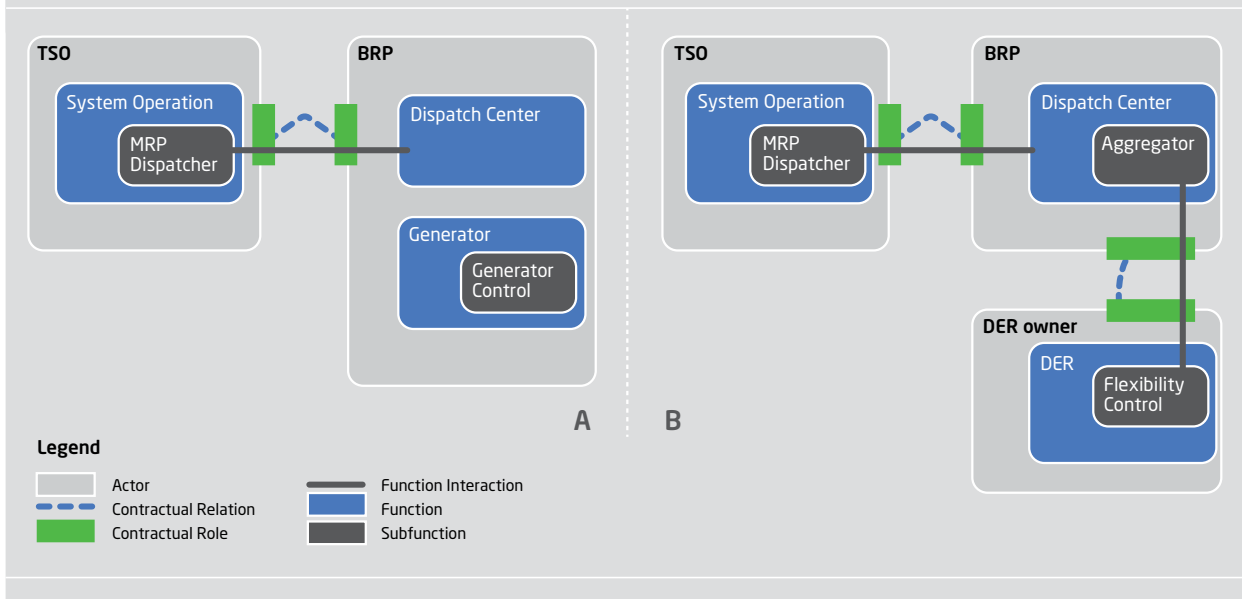 TSO
BRP
System Operation
MRP
Dispatcher
Dispatch Center
Generator
Generator
Control
A
TSO
BRP
System Operation
MRP
Dispatcher
Dispatch Center
Aggregator
DER owner
DER
Flexibility
Control
B
Legend
Actor
Contractual Relation
Contractual Role
Function Interaction
Function
Subfunction